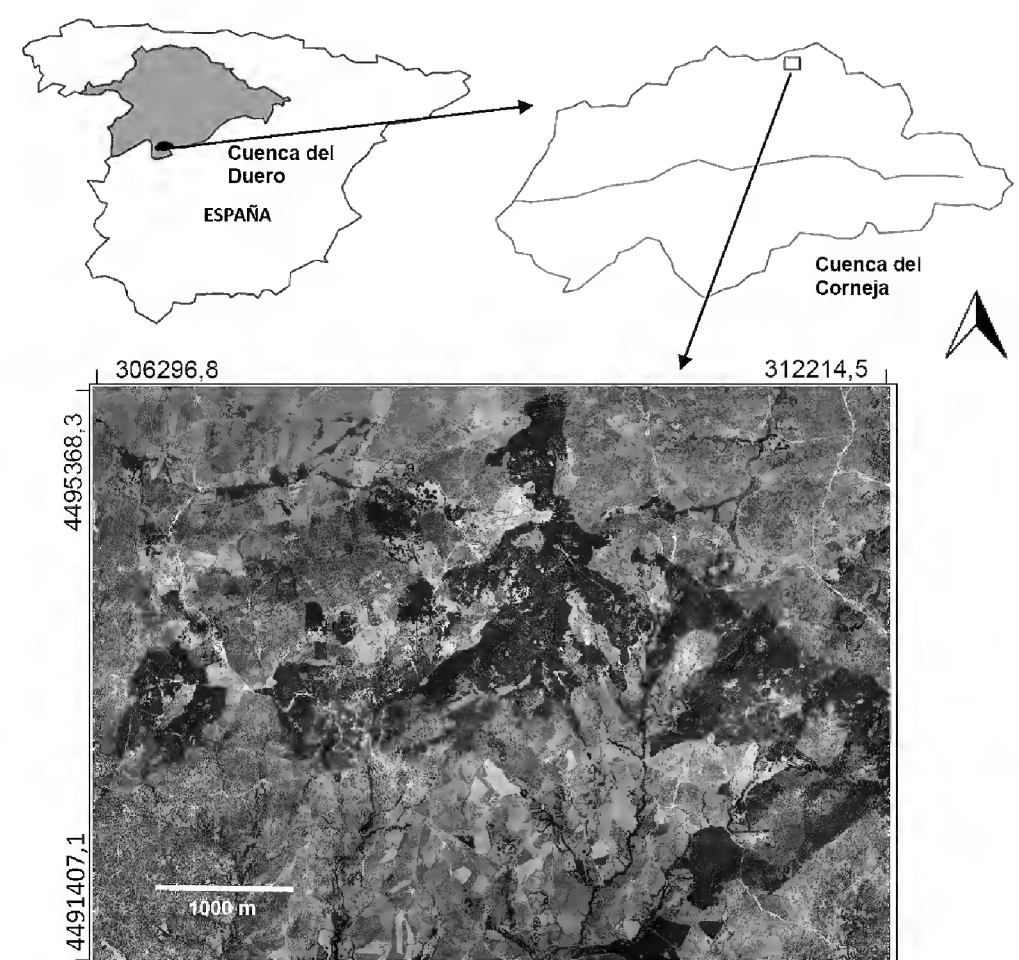 Cuenca del
Duero
ESPAÑA
Cuenca del
Corneja
306296,8
312214,5
4495368,3
4491407,1
1000 m